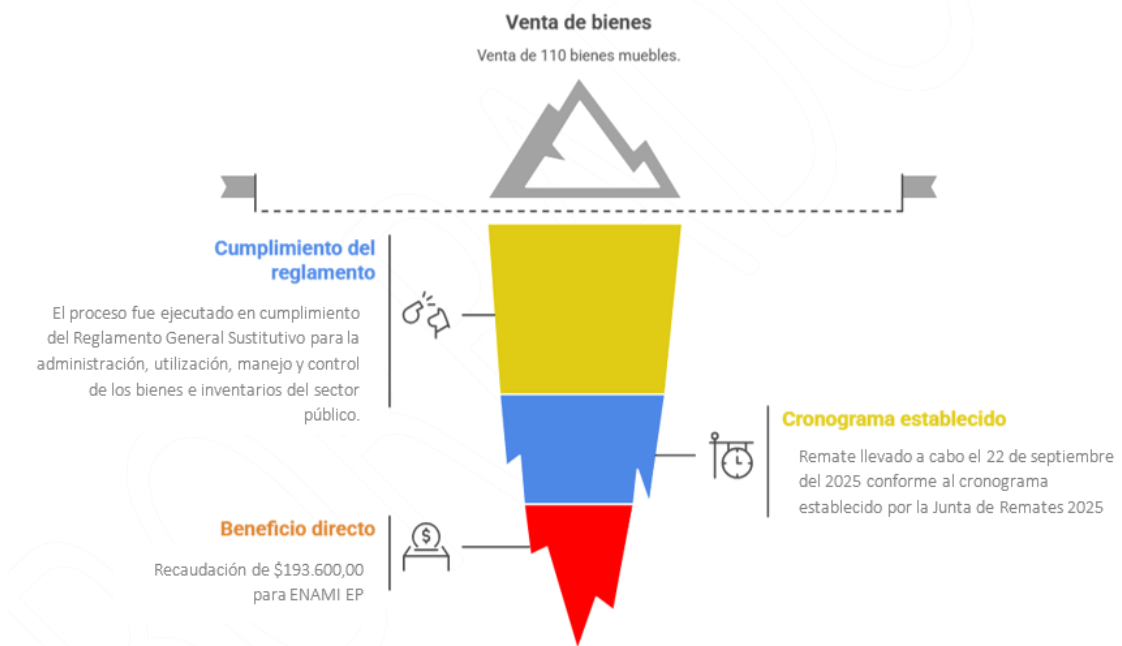 Venta de bienes
Venta de 110 bienes muebles.
Cumplimiento del
reglamento
El proceso fue ejecutado en cumplimiento
del Reglamento General Sustitutivo para la
administración, utilización, manejo y control
de los bienes e inventarios del sector
público.
Cronograma establecido
Remate llevado a cabo el 22 de septiembre
del 2025 conforme al cronograma
establecido por la Junta de Remates 2025
Beneficio directo
Recaudación de $193.600,00
para ENAMI EP